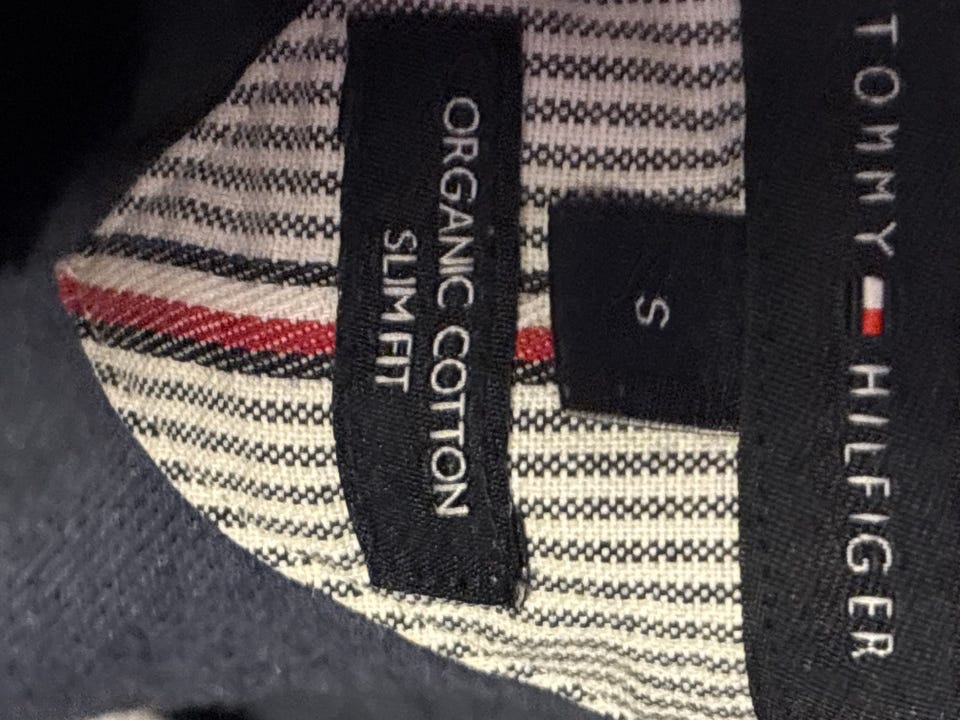 TOMMY HILFIGER
S
ORGANIC COTTON
SLIM FIT